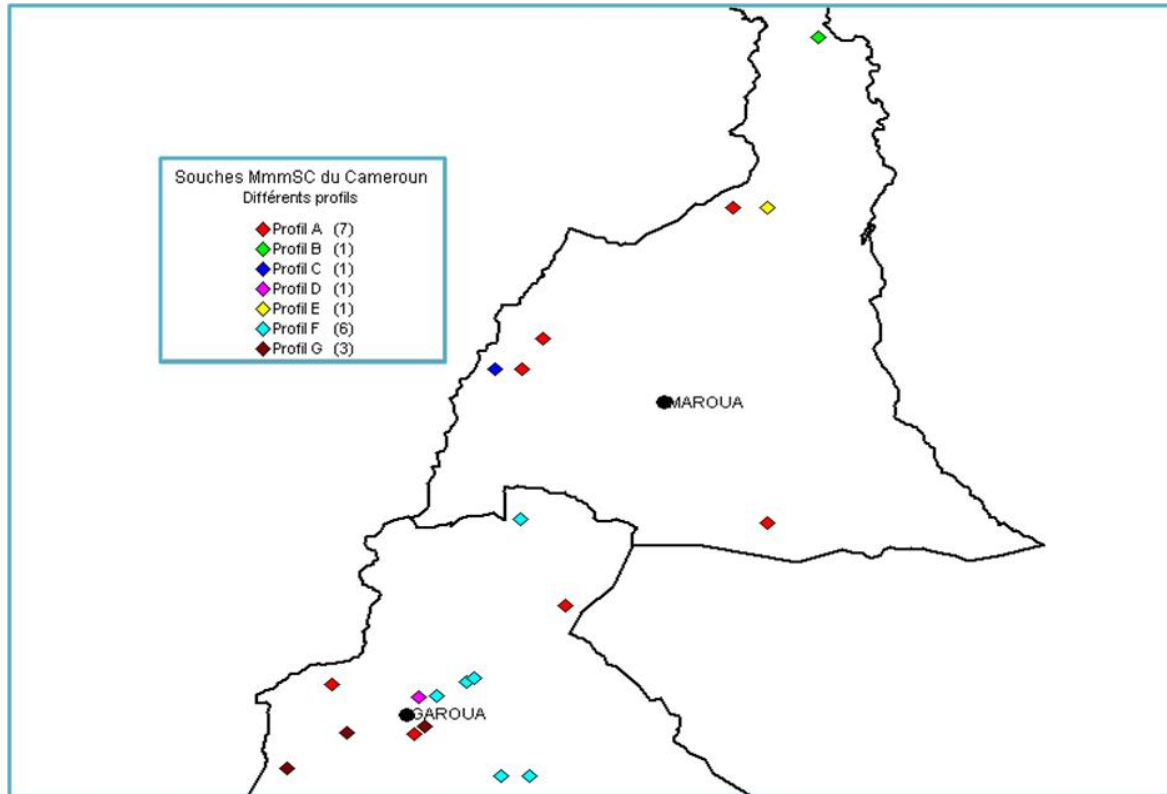 Souches MmmSC du Cameroun
Différents profils
Profil A (7)
Profil B (1)
Profil C (1)
Profil D (1)
Profil E (1)
Profil F (6)
Profil G (3)
MAROUA
GAROUA